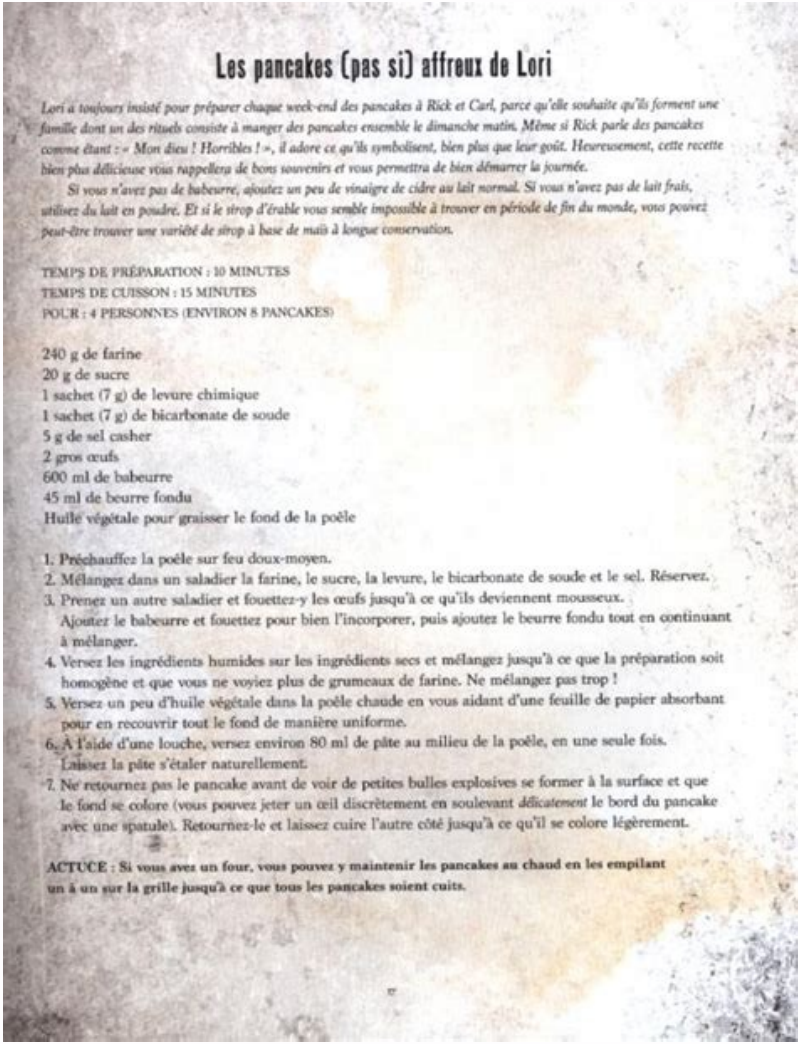 Les pancakes (pas si) affreux de Lori
Lori a toujours insisté pour préparer chaque week-end des pancakes à Rick et Carl, parce qu'elle souhaite qu'ils forment une
famille dont un des rituels consiste à manger des pancakes ensemble le dimanche matin. Même si Rick parle des pancakes
comme étant : « Mon dieu ! Horribles ! », il adore ce qu'ils symbolisent, bien plus que leur goût. Heureusement, cette recette
bien plus délicieuse vous rappellera de bons souvenirs et vous permettra de bien démarrer la journée.
Si vous n'avez pas de babeurre, ajoutez un peu de vinaigre de cidre au lait normal. Si vous n'avez pas de lait frais,
utilisez du lait en poudre. Et si le sirop d'érable vous semble impossible à trouver en période de fin du monde, vous pouvez
peut-être trouver une variété de sirop à base de maïs à longue conservation.
TEMPS DE PRÉPARATION : 10 MINUTES
TEMPS DE CUISSON : 15 MINUTES
POUR : 4 PERSONNES (ENVIRON 8 PANCAKES)
240 g de farine
20 g de sucre
1 sachet (7 g) de levure chimique
1 sachet (7 g) de bicarbonate de soude
5 g de sel casher
2 gros œufs
600 ml de babeurre
45 ml de beurre fondu
Huile végétale pour graisser le fond de la poêle
1. Préchauffez la poêle sur feu doux-moyen.
2. Mélangez dans un saladier la farine, le sucre, la levure, le bicarbonate de soude et le sel. Réservez.
3. Prenez un autre saladier et fouettez-y les œufs jusqu'à ce qu'ils deviennent mousseux.
Ajoutez le babeurre et fouettez pour bien l'incorporer, puis ajoutez le beurre fondu tout en continuant
à mélanger.
4. Versez les ingrédients humides sur les ingrédients secs et mélangez jusqu'à ce que la préparation soit
homogène et que vous ne voyiez plus de grumeaux de farine. Ne mélangez pas trop !
5. Versez un peu d'huile végétale dans la poêle chaude en vous aidant d'une feuille de papier absorbant
pour en recouvrir tout le fond de manière uniforme.
6. À l'aide d'une louche, versez environ 80 ml de pâte au milieu de la poêle, en une seule fois.
Laissez la pâte s'étaler naturellement.
7. Ne retournez pas le pancake avant de voir de petites bulles explosives se former à la surface et que
le fond se colore (vous pouvez jeter un œil discrètement en soulevant délicatement le bord du pancake
avec une spatule). Retournez-le et laissez cuire l'autre côté jusqu'à ce qu'il se colore légèrement.
ACTUCE : Si vous avez un four, vous pouvez y maintenir les pancakes au chaud en les empilant
un à un sur la grille jusqu'à ce que tous les pancakes soient cuits.